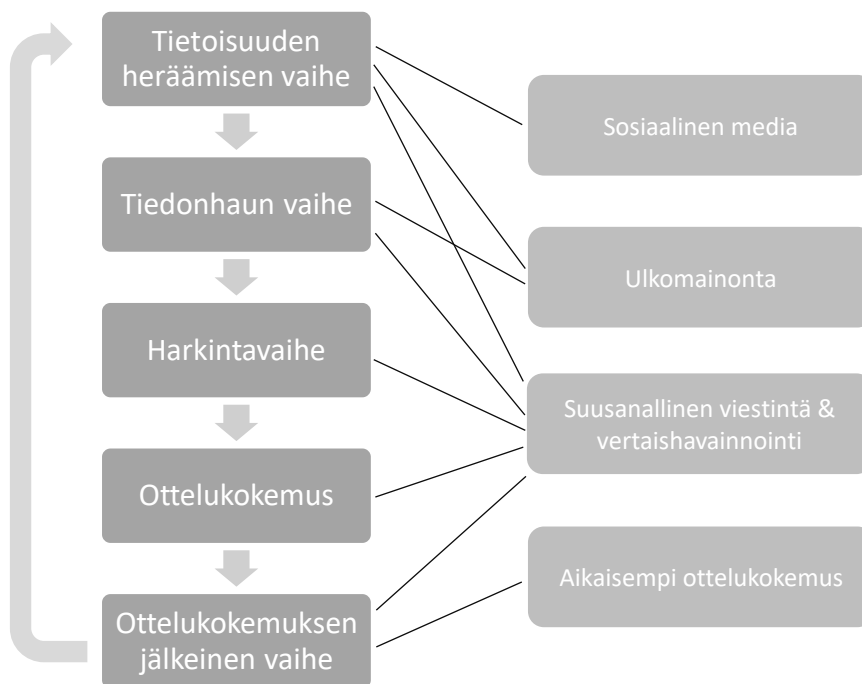 Tietoisuuden
heräämisen vaihe
Tiedonhaun vaihe
Harkintavaihe
Ottelukokemus
Ottelukokemuksen
jälkeinen vaihe
Sosiaalinen media
Ulkomainonta
Suusanallinen viestintä &
vertaishavainnointi
Aikaisempi ottelukokemus